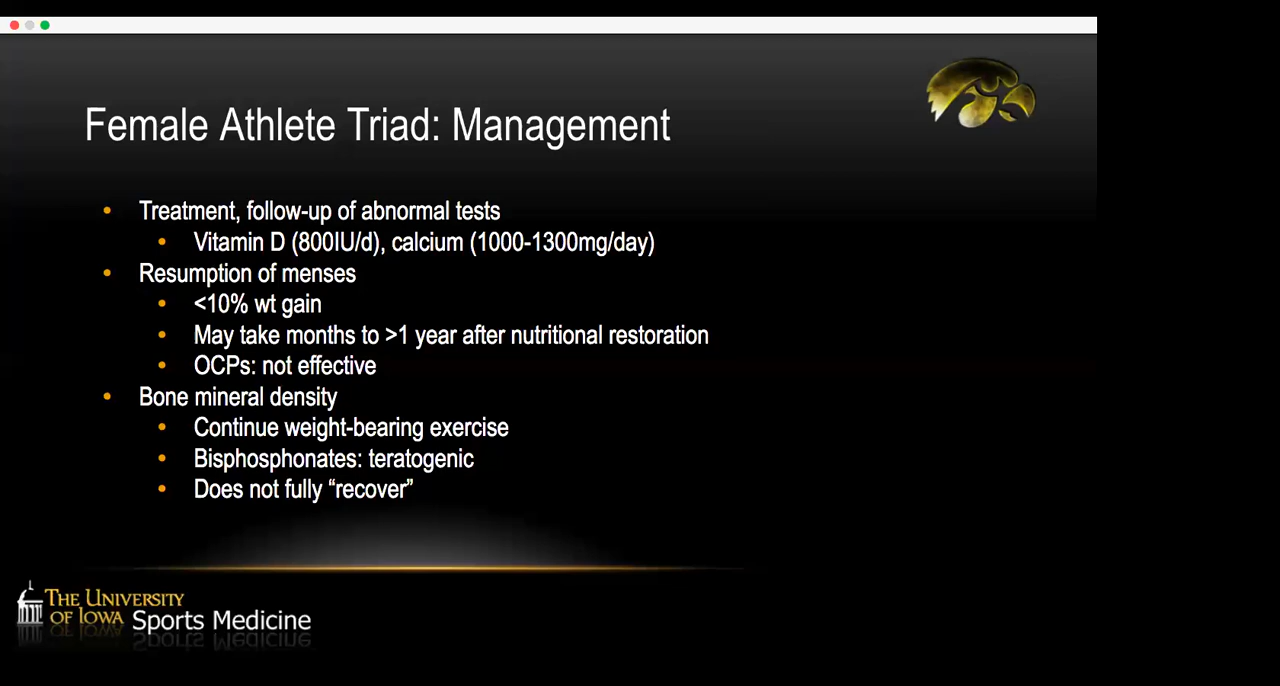 Female Athlete Triad: Management
• Treatment, follow-up of abnormal tests
• Vitamin D (800IU/d), calcium (1000-1300mg/day)
• Resumption of menses
• <10% wt gain
• May take months to >1 year after nutritional restoration
• OCPs: not effective
• Bone mineral density
• Continue weight-bearing exercise
• Bisphosphonates: teratogenic
• Does not fully “recover”
THE UNIVERSITY
OF IOWA Sports Medicine